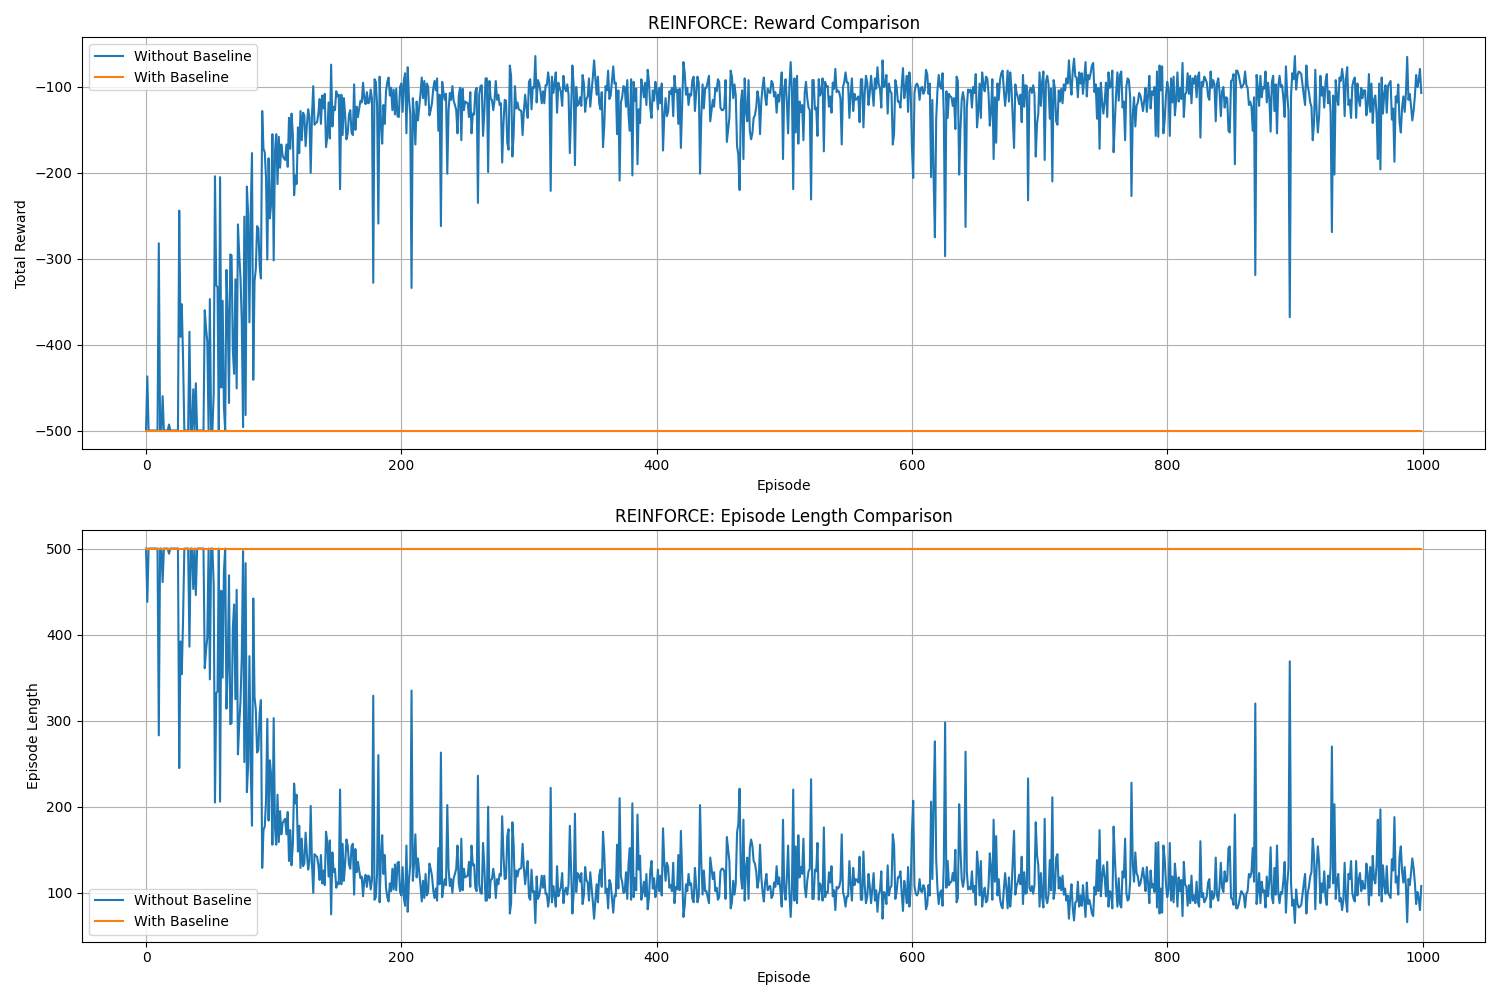 REINFORCE: Reward Comparison
Without Baseline
With Baseline
−100
−200
−300
−400
−500
Total Reward
0 200 400 600 800 1000
Episode
REINFORCE: Episode Length Comparison
500
400
300
200
100
Episode Length
Without Baseline
With Baseline
0 200 400 600 800 1000
Episode